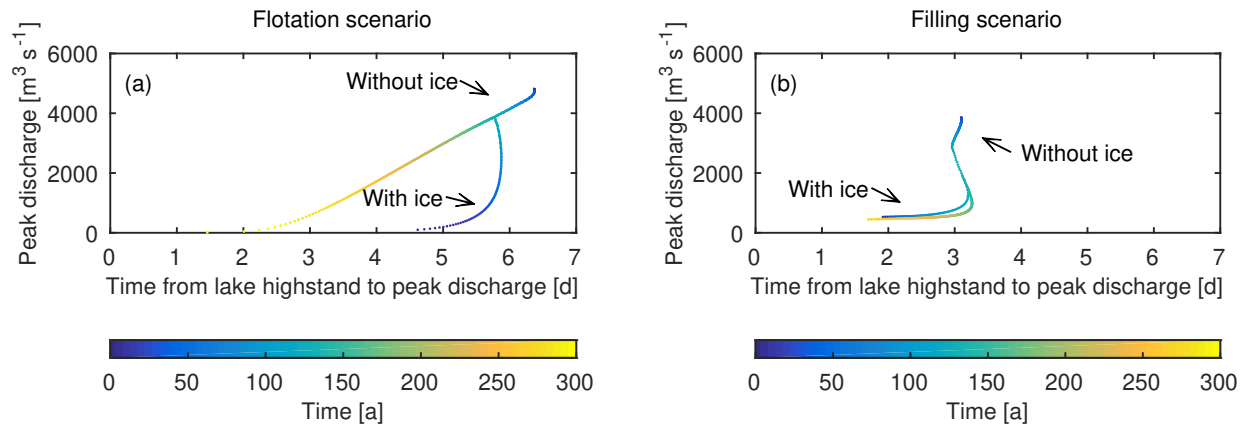 Flotation scenario
6000
4000
2000
0
Peak discharge [m³ s⁻¹]
(a)
Without ice
With ice
0 1 2 3 4 5 6 7
Time from lake highstand to peak discharge [d]
0 50 100 150 200 250 300
Time [a]
Filling scenario
6000
4000
2000
0
Peak discharge [m³ s⁻¹]
(b)
Without ice
With ice
0 1 2 3 4 5 6 7
Time from lake highstand to peak discharge [d]
0 50 100 150 200 250 300
Time [a]